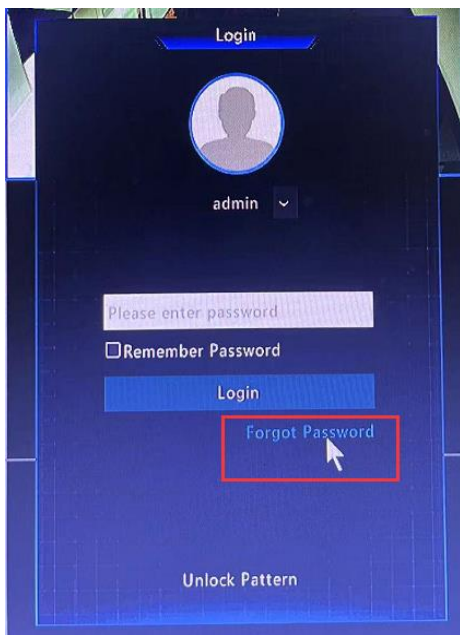 Login
admin
Please enter password
Remember Password
Login
Forgot Password
Unlock Pattern